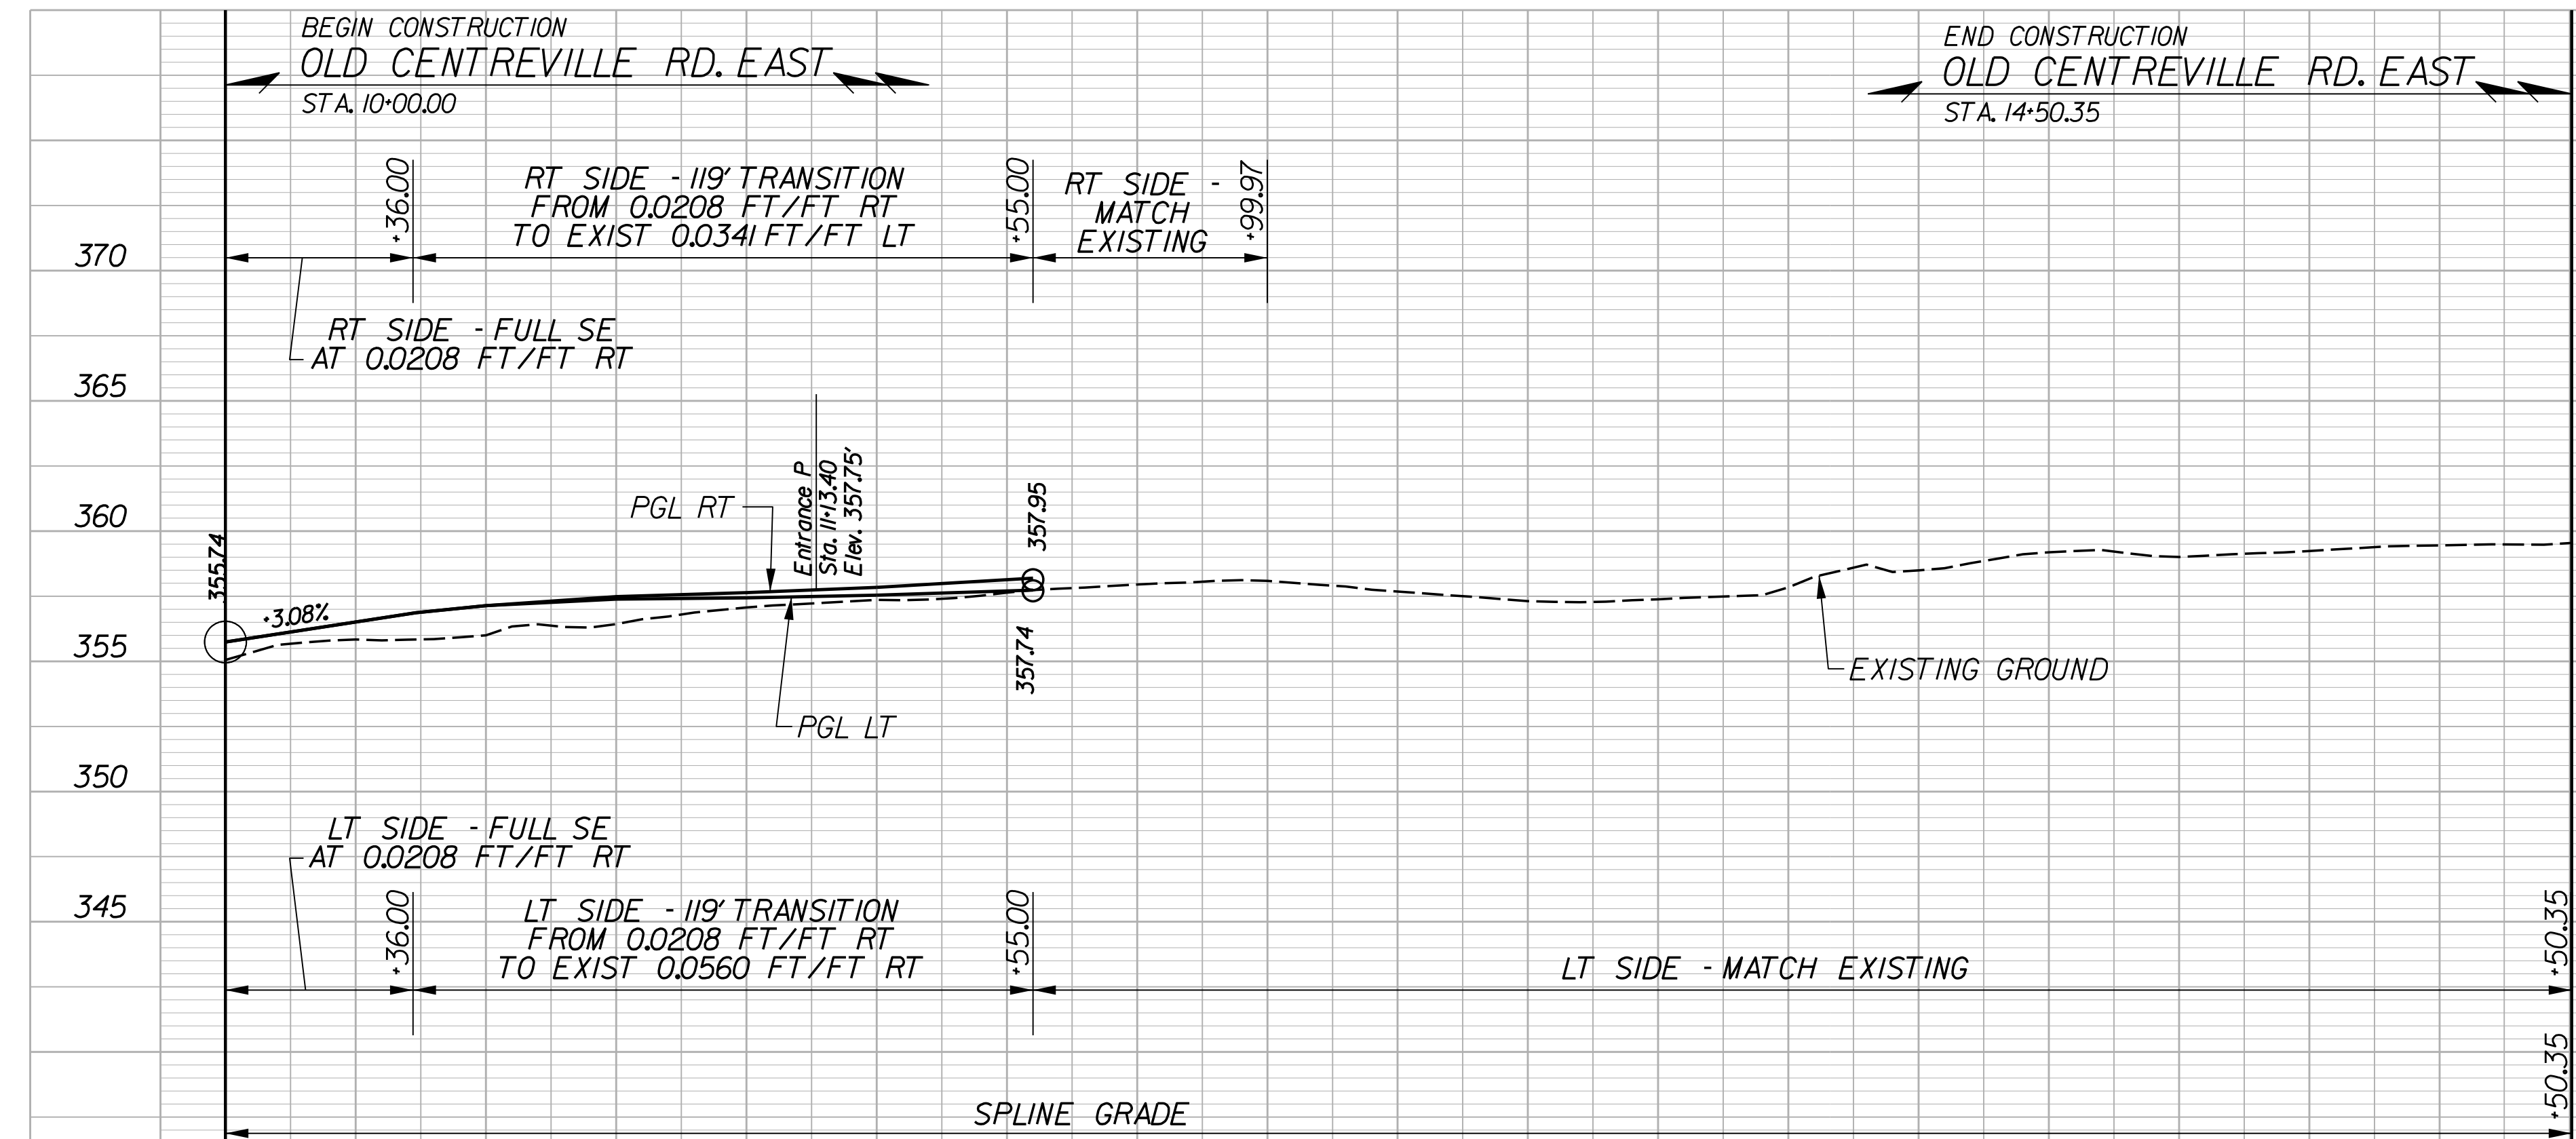 BEGIN CONSTRUCTION
OLD CENTREVILLE RD. EAST
STA. 10+00.00
END CONSTRUCTION
OLD CENTREVILLE RD. EAST
STA. 14+50.35
+36.00
RT SIDE - 119' TRANSITION
FROM 0.0208 FT/FT RT
TO EXIST 0.0341 FT/FT LT
+55.00
RT SIDE -
MATCH
EXISTING
+99.97
370
RT SIDE - FULL SE
AT 0.0208 FT/FT RT
365
360
355.74
+3.08%
PGL RT
Entrance P
Sta. 11+13.40
Elev. 357.75'
357.95
355
357.74
EXISTING GROUND
PGL LT
350
LT SIDE - FULL SE
AT 0.0208 FT/FT RT
345
+36.00
LT SIDE - 119' TRANSITION
FROM 0.0208 FT/FT RT
TO EXIST 0.0560 FT/FT RT
+55.00
LT SIDE - MATCH EXISTING
+50.35
SPLINE GRADE
+50.35